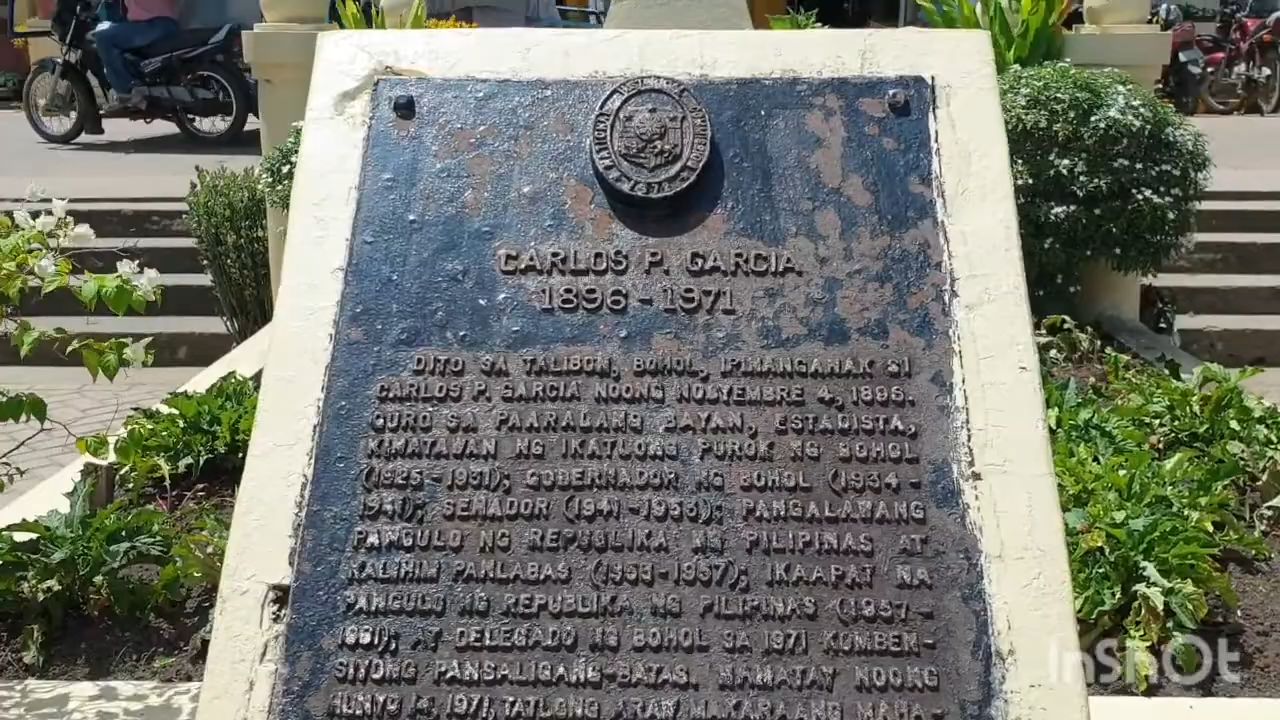 1974
CARLOS P. GARCIA
1896 - 1971
DITO SA TALIBON, BOHOL, IPINANGANAK SI
CARLOS P. GARCIA NOONG NOBYEMBRE 4, 1896.
GURO SA PAARALANG BAYAN, ESTADISTA,
KINATAWAN NG IKATLONG PUROK NG BOHOL
(1925-1931); GOBERNADOR NG BOHOL (1934-
1941); SENADOR (1941-1953); PANGALAWANG
PANGULO NG REPUBLIKA NG PILIPINAS AT
KALIHIM PANLABAS (1953-1957); IKAAPAT NA
PANGULO NG REPUBLIKA NG PILIPINAS (1957-
1961); AT DELEGADO NG BOHOL SA 1971 KUMBEN-
SIYONG PANSALIGANG-BATAS. NAMATAY NOONG
HUNYO 14, 1971, TATLONG ARAW MAKARAANG MAHA-
InShOt